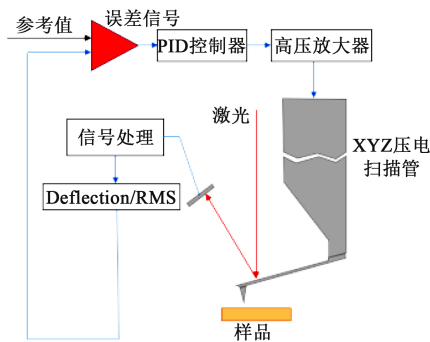 误差信号
参考值
PID控制器
高压放大器
激光
信号处理
XYZ压电
扫描管
Deflection/RMS
样品